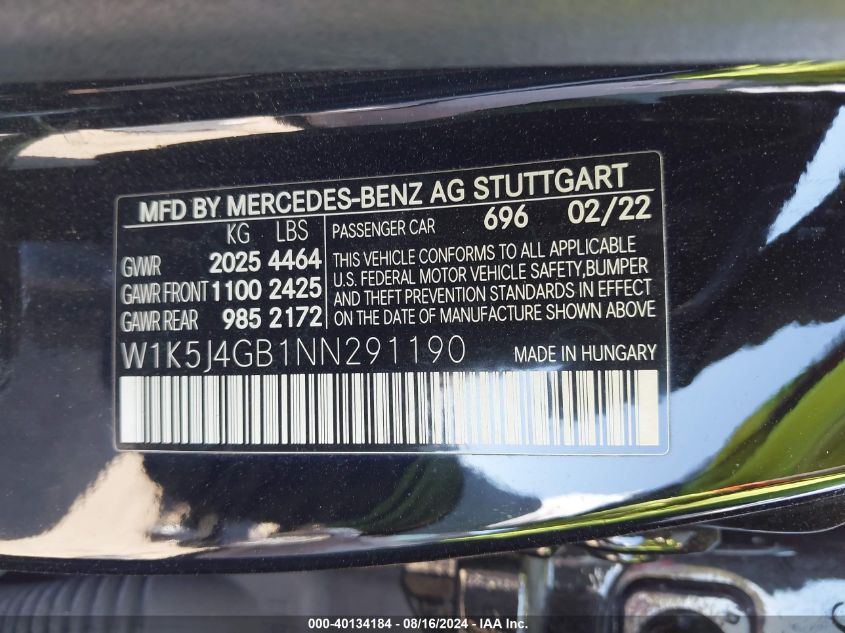 MFD BY MERCEDES-BENZ AG STUTTGART
KG LBS
GVWR 2025 4464
GAWR FRONT 1100 2425
GAWR REAR 985 2172
PASSENGER CAR 696 02/22
THIS VEHICLE CONFORMS TO ALL APPLICABLE
U.S. FEDERAL MOTOR VEHICLE SAFETY,BUMPER
AND THEFT PREVENTION STANDARDS IN EFFECT
ON THE DATE OF MANUFACTURE SHOWN ABOVE
W1K5J4GB1NN291190 MADE IN HUNGARY
000-40134184 - 08/16/2024 - IAA Inc.